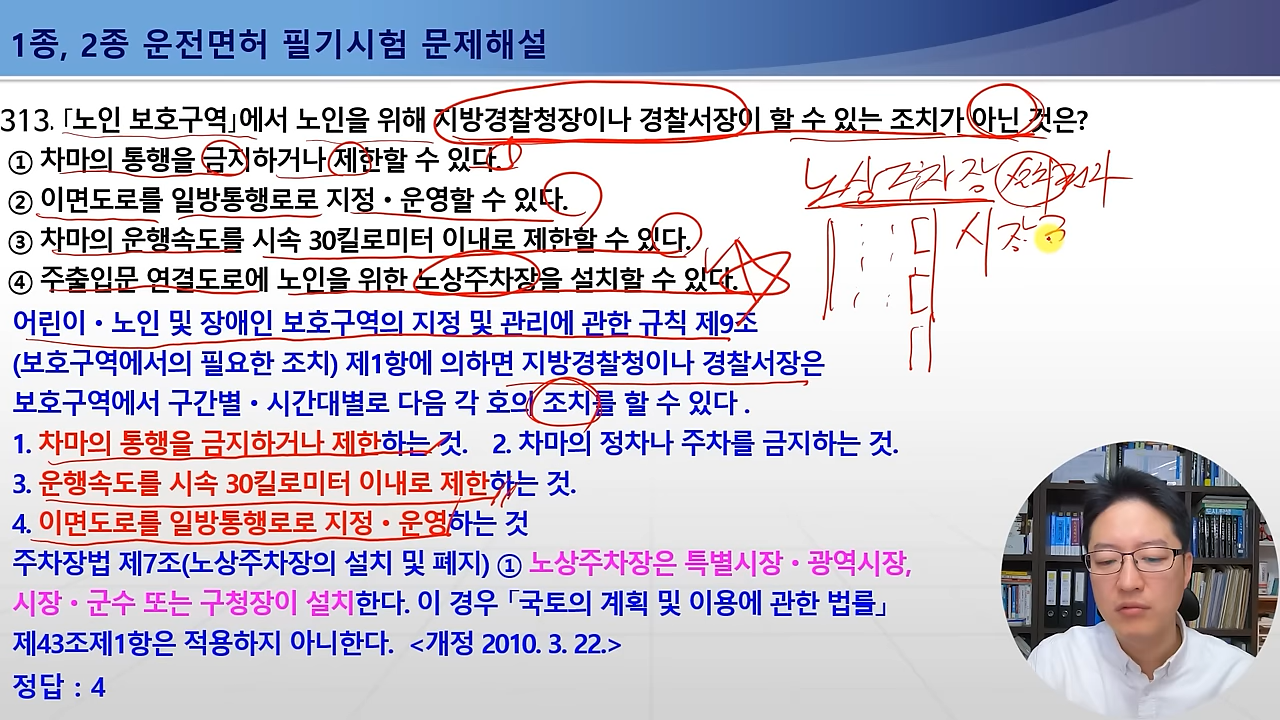 1종, 2종 운전면허 필기시험 문제해설
313. 「노인 보호구역」에서 노인을 위해 지방경찰청장이나 경찰서장이 할 수 있는 조치가 아닌 것은?
① 차마의 통행을 금지하거나 제한할 수 있다.
② 이면도로를 일방통행로로 지정・운영할 수 있다.
③ 차마의 운행속도를 시속 30킬로미터 이내로 제한할 수 있다.
④ 주출입문 연결도로에 노인을 위한 노상주차장을 설치할 수 있다.
노상주차장
시장
어린이・노인 및 장애인 보호구역의 지정 및 관리에 관한 규칙 제9조
(보호구역에서의 필요한 조치) 제1항에 의하면 지방경찰청이나 경찰서장은
보호구역에서 구간별・시간대별로 다음 각 호의 조치를 할 수 있다.
1. 차마의 통행을 금지하거나 제한하는 것. 2. 차마의 정차나 주차를 금지하는 것.
3. 운행속도를 시속 30킬로미터 이내로 제한하는 것.
4. 이면도로를 일방통행로로 지정・운영하는 것
주차장법 제7조(노상주차장의 설치 및 폐지) ① 노상주차장은 특별시장・광역시장,
시장・군수 또는 구청장이 설치한다. 이 경우 「국토의 계획 및 이용에 관한 법률」
제43조제1항은 적용하지 아니한다. <개정 2010. 3. 22.>
정답 : 4